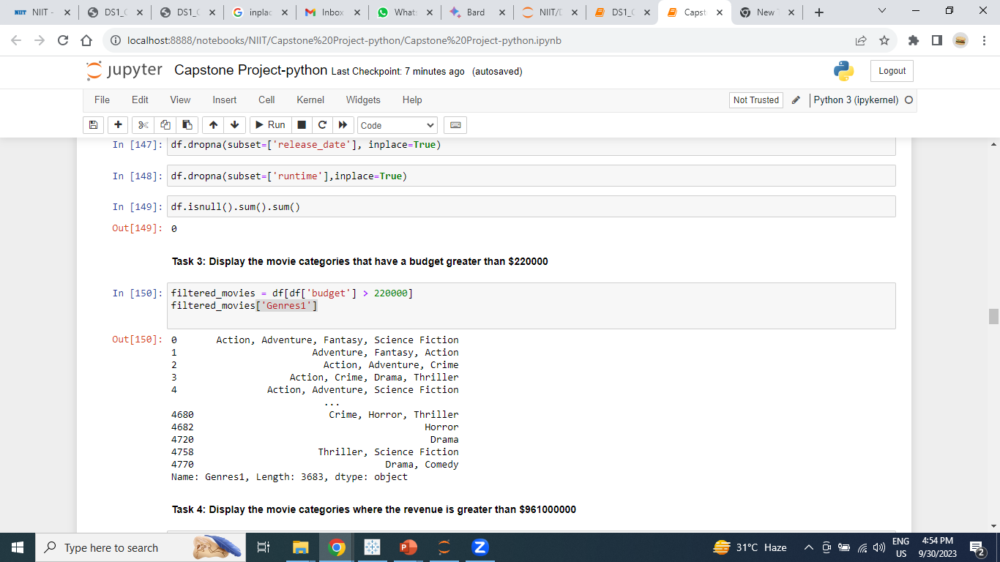 NIIT -
DS1_C
DS1_C
inplac
Inbox
Whats
Bard
NIIT/D
DS1_C
Capst
New T
localhost:8888/notebooks/NIIT/Capstone%20Project-python/Capstone%20Project-python.ipynb
jupyter Capstone Project-python Last Checkpoint: 7 minutes ago (autosaved)
Logout
File Edit View Insert Cell Kernel Widgets Help
Not Trusted
Python 3 (ipykernel)
Run
Code
In [147]: df.dropna(subset=['release_date'], inplace=True)
In [148]: df.dropna(subset=['runtime'],inplace=True)
In [149]: df.isnull().sum().sum()
Out[149]: 0
Task 3: Display the movie categories that have a budget greater than $220000
In [150]: filtered_movies = df[df['budget'] > 220000]
filtered_movies['Genres1']
Out[150]: 0 Action, Adventure, Fantasy, Science Fiction
1 Adventure, Fantasy, Action
2 Action, Adventure, Crime
3 Action, Crime, Drama, Thriller
4 Action, Adventure, Science Fiction
...
4680 Crime, Horror, Thriller
4682 Horror
4720 Drama
4758 Thriller, Science Fiction
4770 Drama, Comedy
Name: Genres1, Length: 3683, dtype: object
Task 4: Display the movie categories where the revenue is greater than $961000000
Type here to search
31°C Haze
ENG
US
4:54 PM
9/30/2023
2